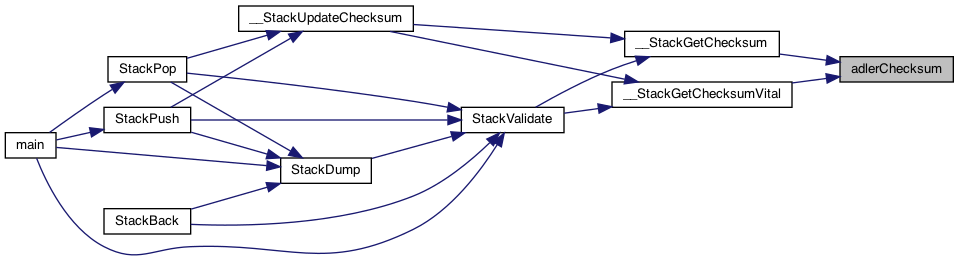 __StackUpdateChecksum
__StackGetChecksum
StackPop
adlerChecksum
__StackGetChecksumVital
StackPush
StackValidate
main
StackDump
StackBack